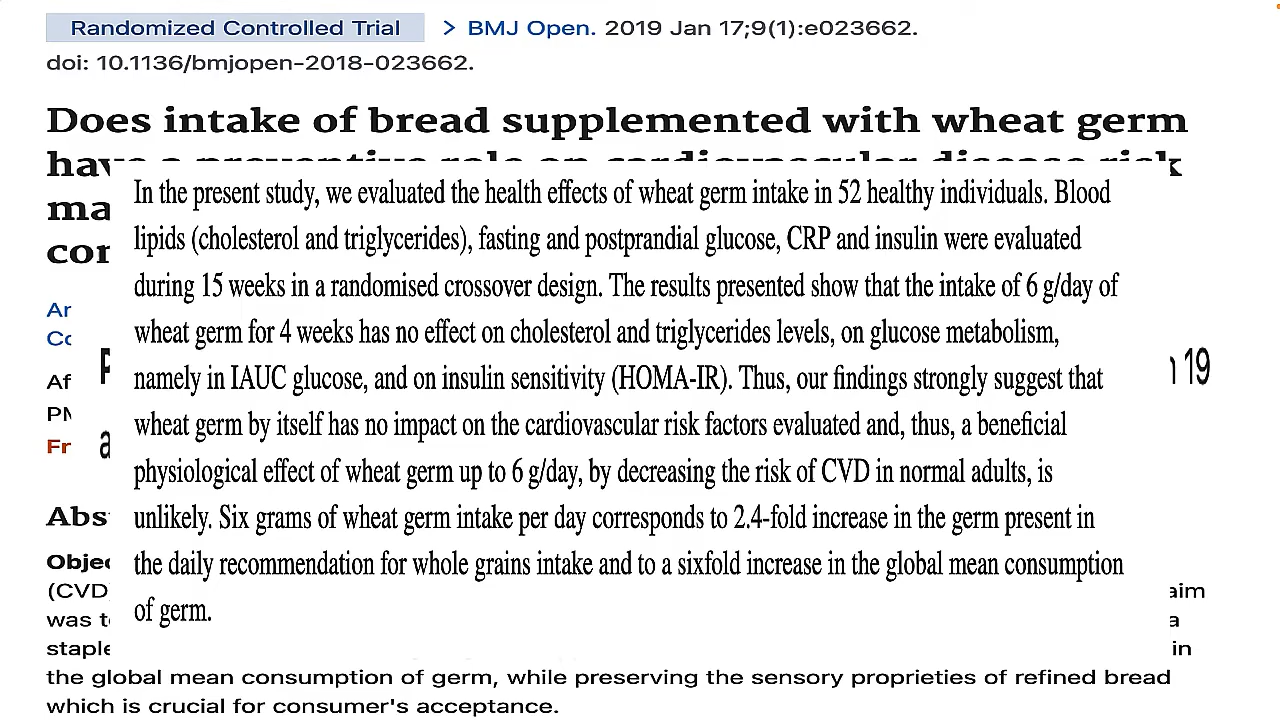 Randomized Controlled Trial > BMJ Open. 2019 Jan 17;9(1):e023662.
doi: 10.1136/bmjopen-2018-023662.
Does intake of bread supplemented with wheat germ
have a preventive role on cardiovascular disease risk
In the present study, we evaluated the health effects of wheat germ intake in 52 healthy individuals. Blood
lipids (cholesterol and triglycerides), fasting and postprandial glucose, CRP and insulin were evaluated
during 15 weeks in a randomised crossover design. The results presented show that the intake of 6 g/day of
wheat germ for 4 weeks has no effect on cholesterol and triglycerides levels, on glucose metabolism,
namely in IAUC glucose, and on insulin sensitivity (HOMA-IR). Thus, our findings strongly suggest that
wheat germ by itself has no impact on the cardiovascular risk factors evaluated and, thus, a beneficial
physiological effect of wheat germ up to 6 g/day, by decreasing the risk of CVD in normal adults, is
unlikely. Six grams of wheat germ intake per day corresponds to 2.4-fold increase in the germ present in
the daily recommendation for whole grains intake and to a sixfold increase in the global mean consumption
of germ.
19
(CVD
a
in
the global mean consumption of germ, while preserving the sensory proprieties of refined bread
which is crucial for consumer's acceptance.